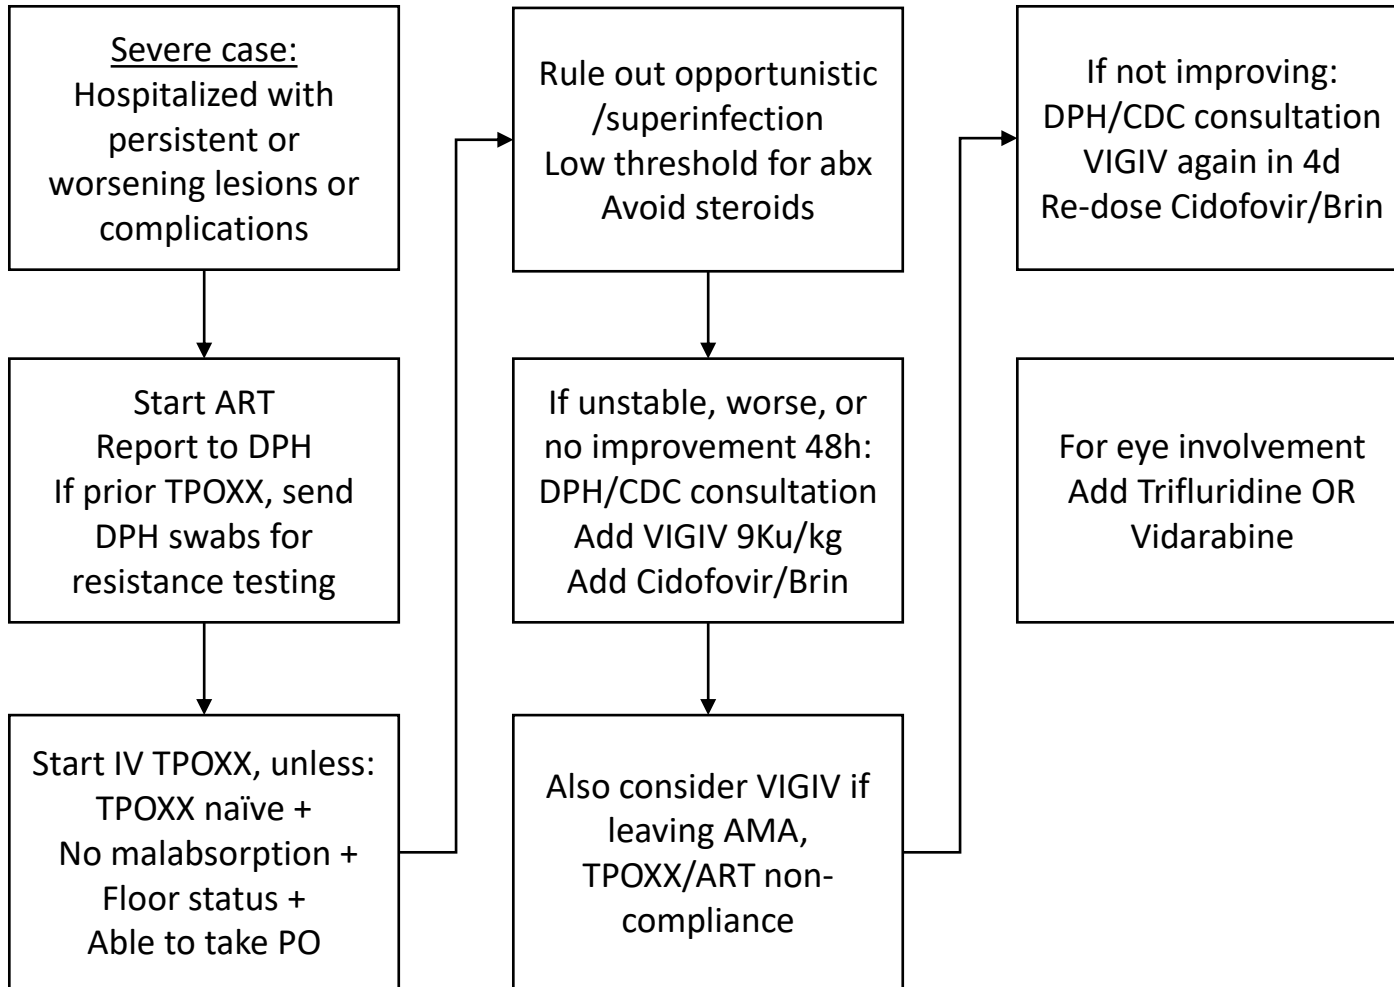 Severe case:
Hospitalized with
persistent or
worsening lesions or
complications
Start ART
Report to DPH
If prior TPOXX, send
DPH swabs for
resistance testing
Start IV TPOXX, unless:
TPOXX naïve +
No malabsorption +
Floor status +
Able to take PO
Rule out opportunistic
/superinfection
Low threshold for abx
Avoid steroids
If unstable, worse, or
no improvement 48h:
DPH/CDC consultation
Add VIGIV 9Ku/kg
Add Cidofovir/Brin
Also consider VIGIV if
leaving AMA,
TPOXX/ART non-
compliance
If not improving:
DPH/CDC consultation
VIGIV again in 4d
Re-dose Cidofovir/Brin
For eye involvement
Add Trifluridine OR
Vidarabine